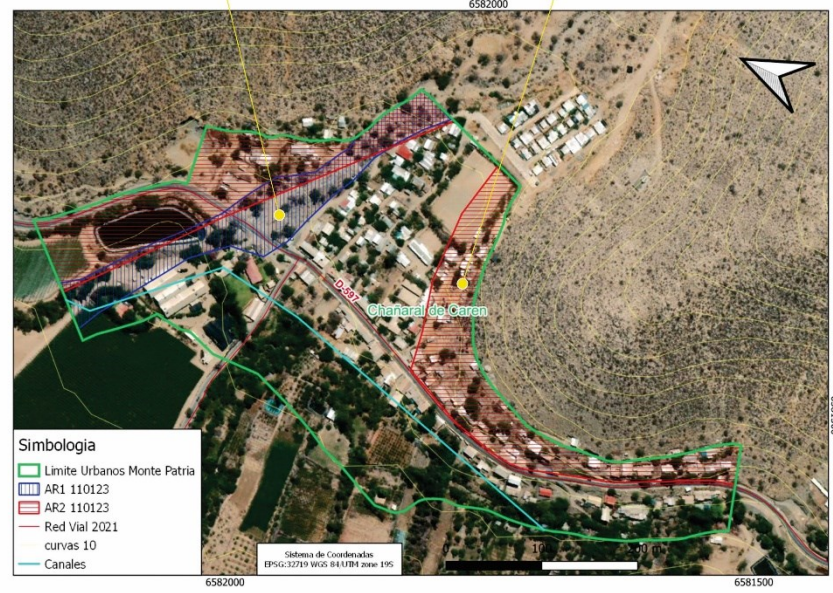 6582000
D-597
Chañaral de Caren
Simbologia
Limite Urbanos Monte Patria
AR1 110123
AR2 110123
Red Vial 2021
curvas 10
Canales
Sistema de Coordenadas
EPSG:32719 WGS 84/UTM zone 19S
0 100 200 m
6582000
6581500